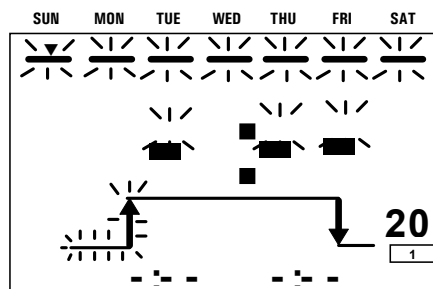 SUN MON TUE WED THU FRI SAT
- -:- -
20
1
- -:- - - -:- -